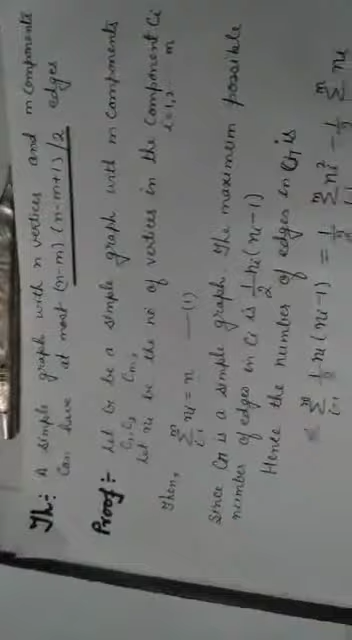 Th:- A simple graph with n vertices and m components
Can have at most (n-m) (n-m+1)/2 edges
Proof:- Let G be a simple graph with m components
C1, C2, Cm,
let ni be the no of vertices in the component Ci
i=1,2... m
Then, m∑i=1 ni = n —(1)
Since G is a simple graph. The maximum possible
number of edges in Ci is 1/2 ni(ni-1)
Hence the number of edges in G is
≤ m∑i=1 1/2 ni(ni-1) = 1/2 m∑ ni² - 1/2 m∑ ni